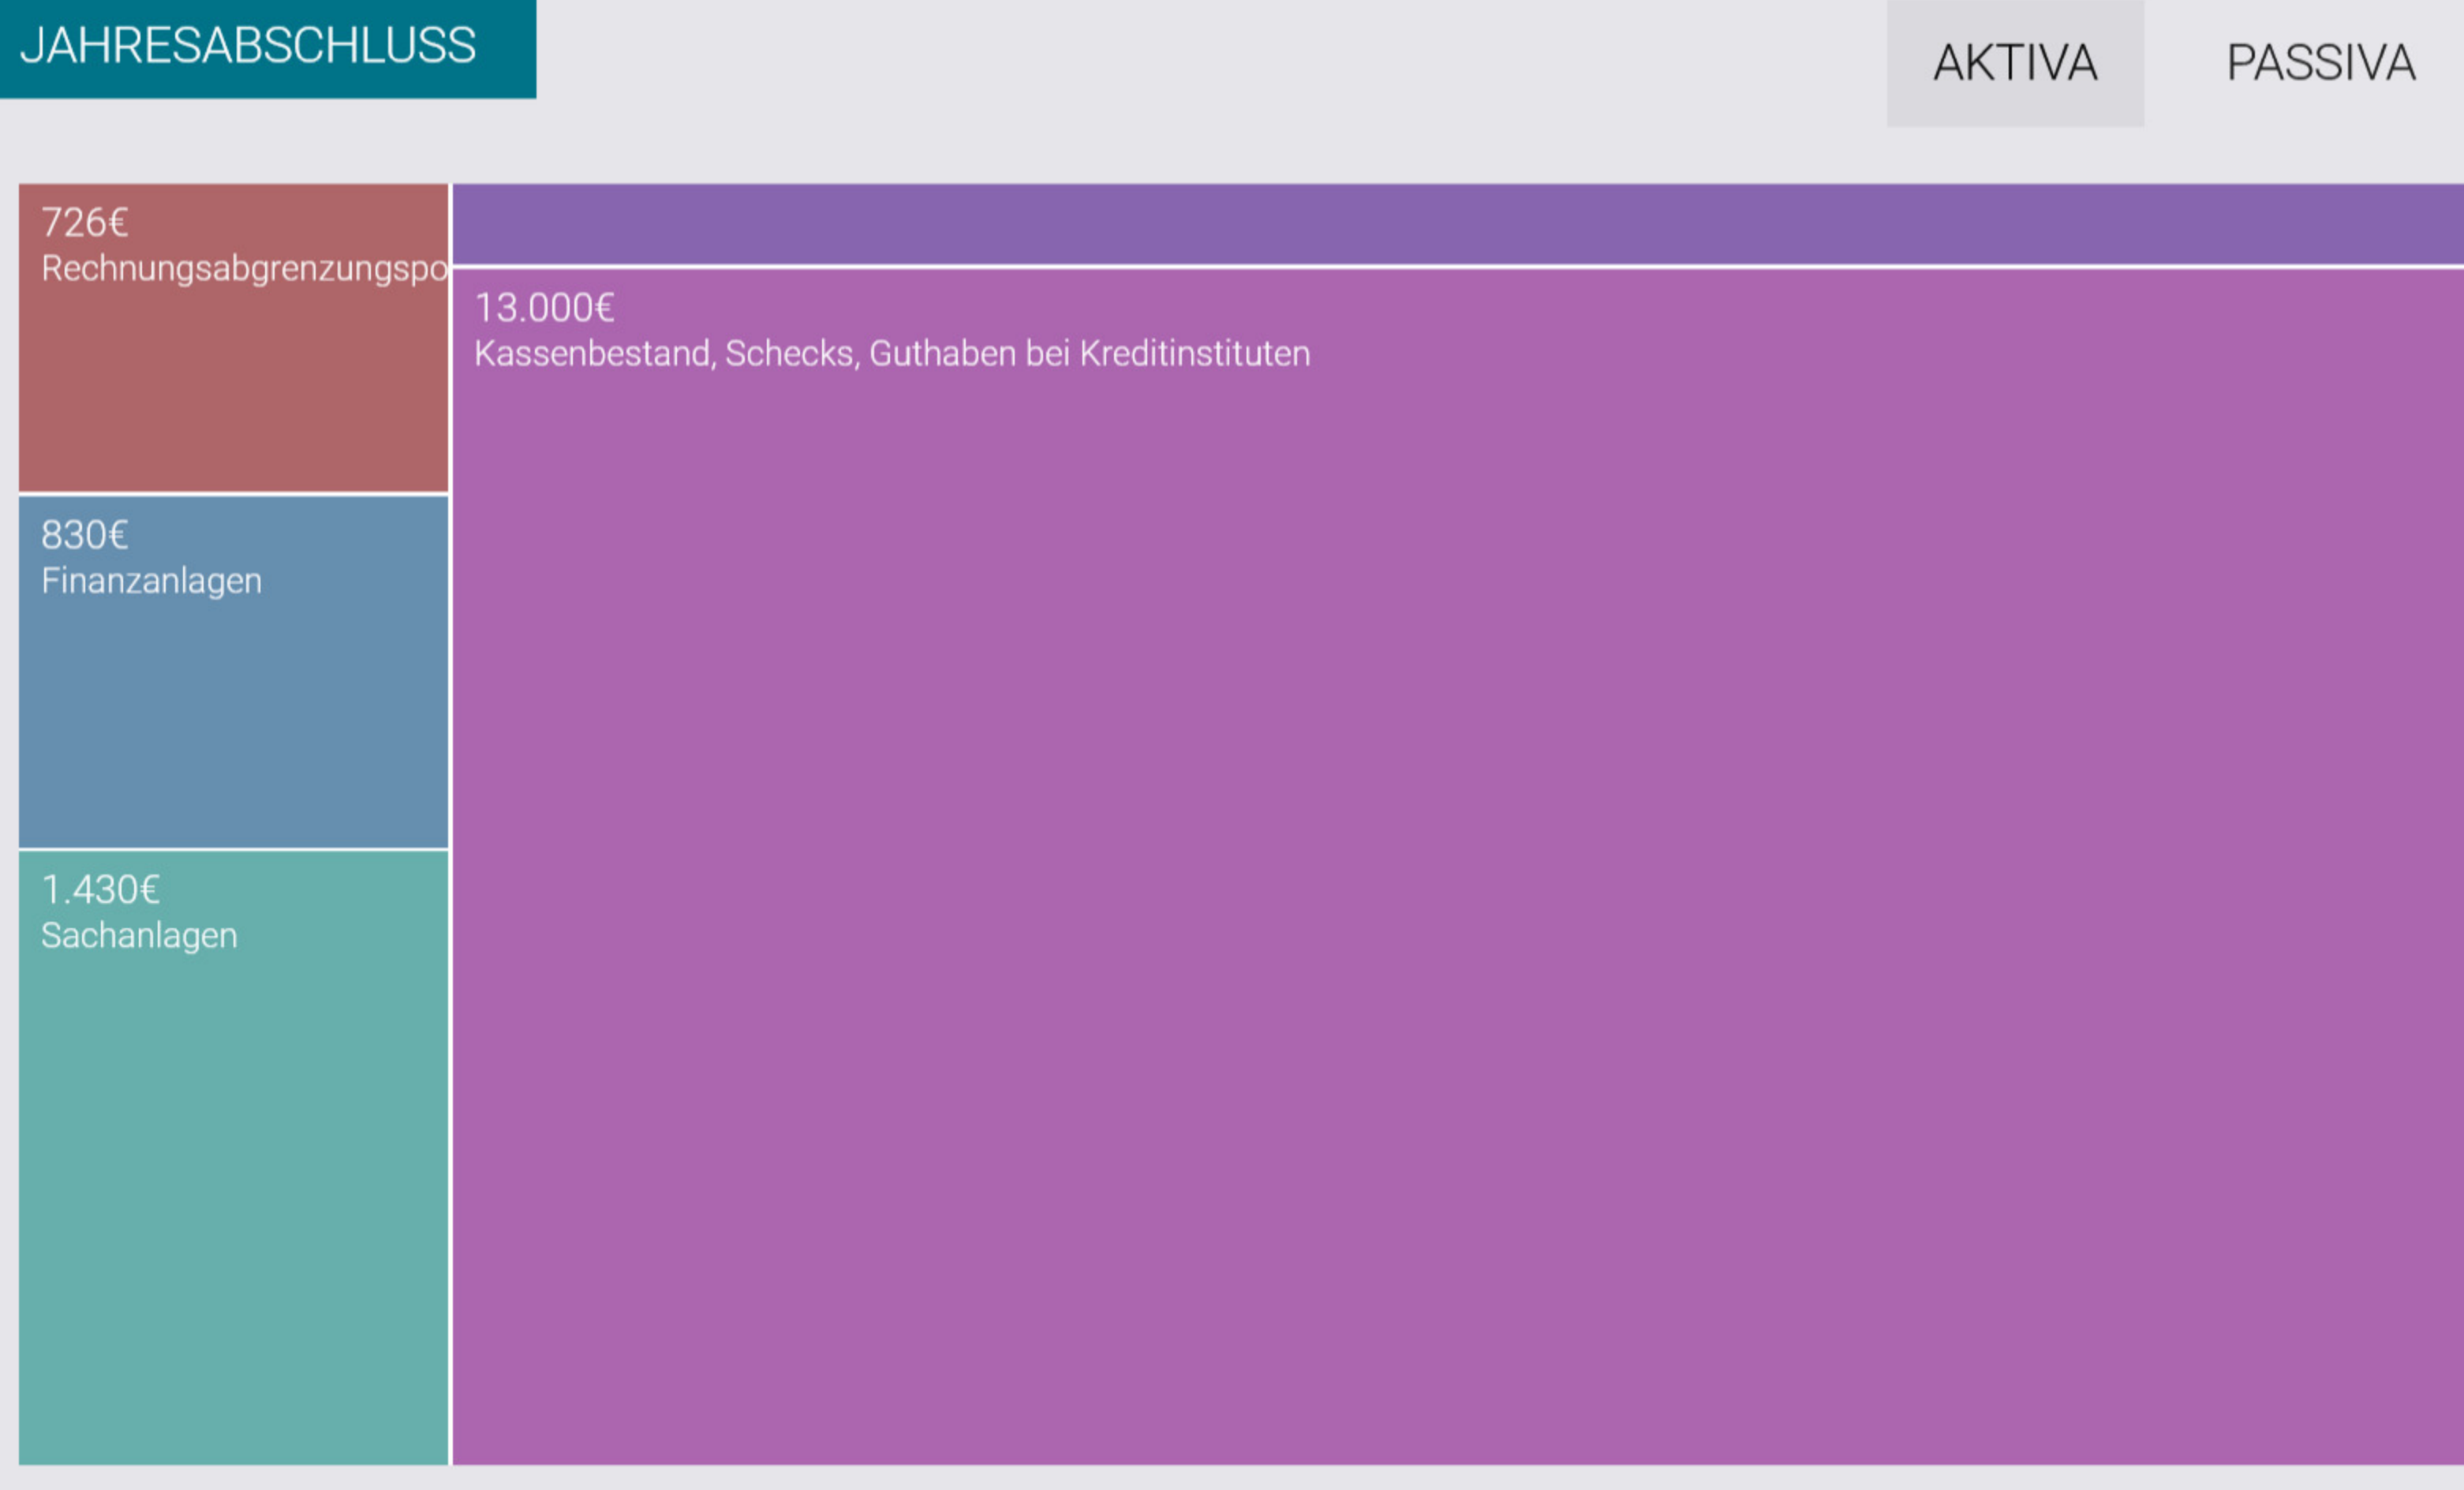 JAHRESABSCHLUSS
AKTIVA
PASSIVA
726€
Rechnungsabgrenzungspo
13.000€
Kassenbestand, Schecks, Guthaben bei Kreditinstituten
830€
Finanzanlagen
1.430€
Sachanlagen